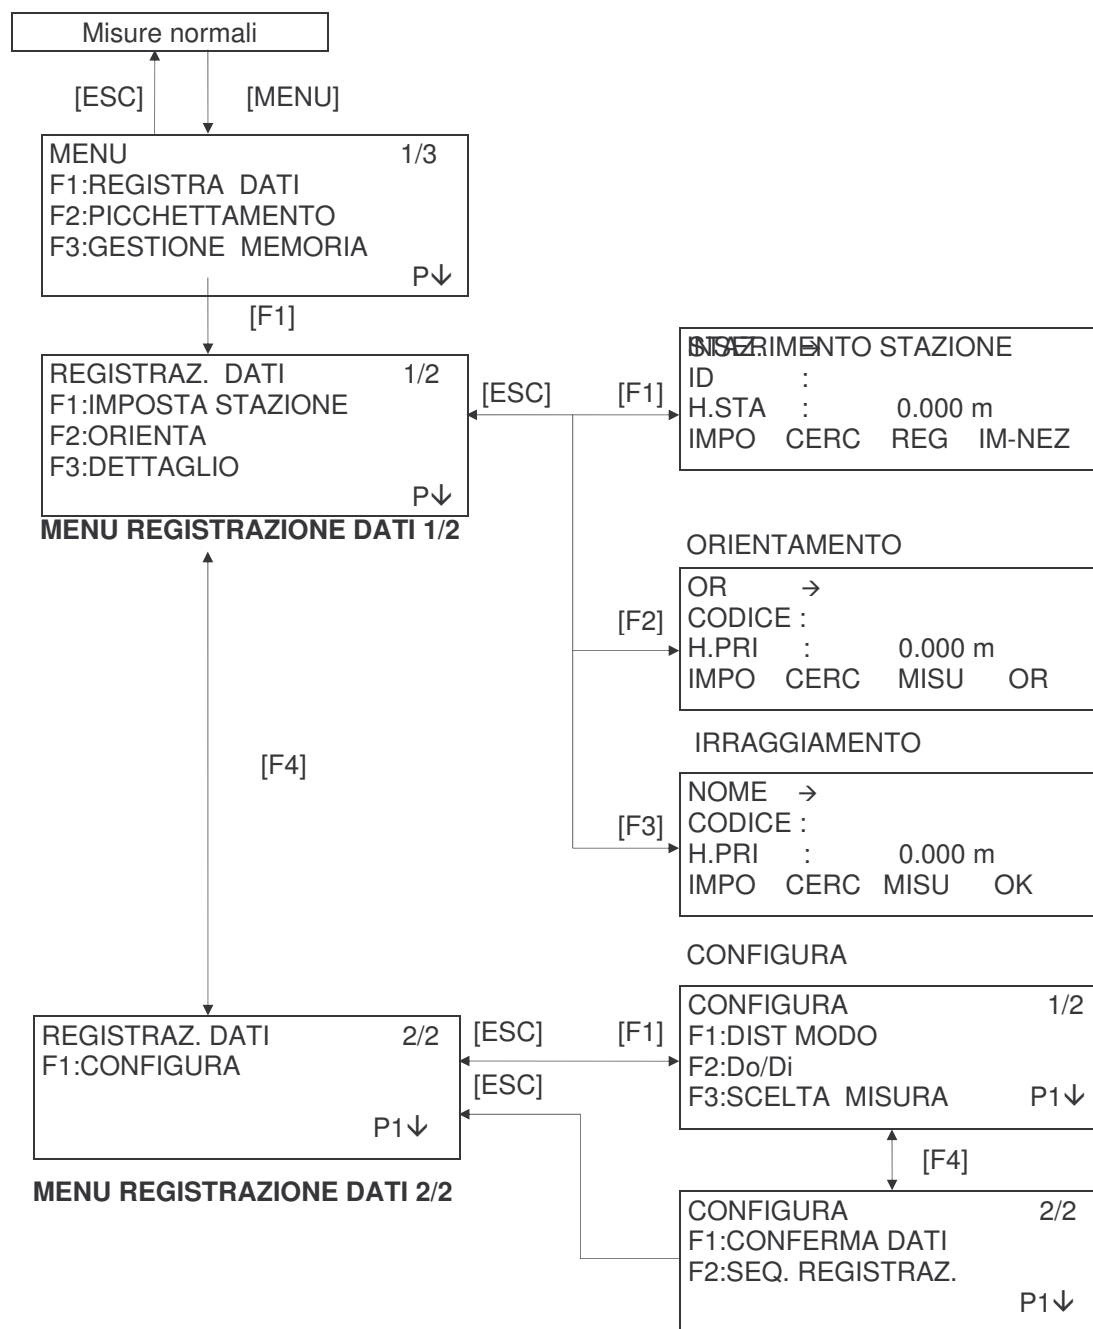 Misure normali
[ESC] [MENU]
MENU 1/3
F1:REGISTRA DATI
F2:PICCHETTAMENTO
F3:GESTIONE MEMORIA
P↓
[F1]
REGISTRAZ. DATI 1/2
F1:IMPOSTA STAZIONE
F2:ORIENTA
F3:DETTAGLIO
P↓
MENU REGISTRAZIONE DATI 1/2
[ESC] [F1]
INSERIMENTO STAZIONE
STAZ. →
ID :
H.STA : 0.000 m
IMPO CERC REG IM-NEZ
ORIENTAMENTO
[F2]
OR →
CODICE :
H.PRI : 0.000 m
IMPO CERC MISU OR
IRRAGGIAMENTO
[F4]
[F3]
NOME →
CODICE :
H.PRI : 0.000 m
IMPO CERC MISU OK
CONFIGURA
REGISTRAZ. DATI 2/2
F1:CONFIGURA
P1↓
MENU REGISTRAZIONE DATI 2/2
[ESC] [F1]
[ESC]
CONFIGURA 1/2
F1:DIST MODO
F2:Do/Di
F3:SCELTA MISURA P1↓
[F4]
CONFIGURA 2/2
F1:CONFERMA DATI
F2:SEQ. REGISTRAZ.
P1↓